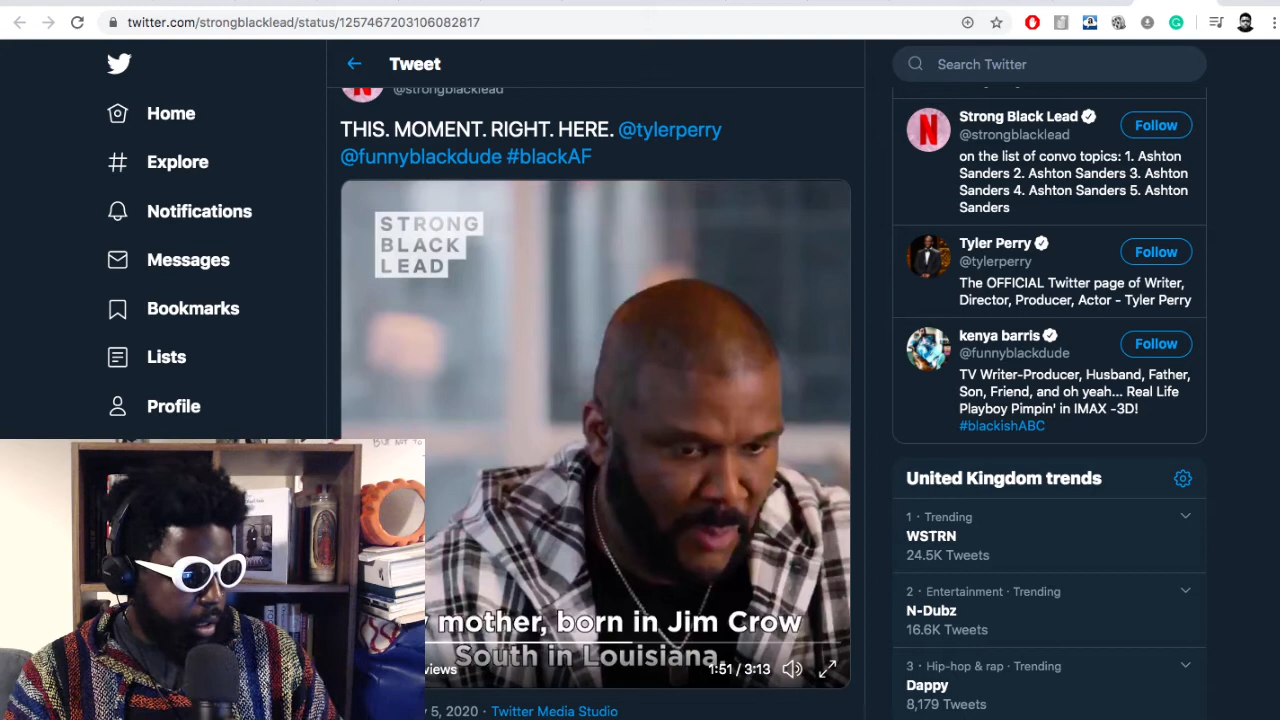 twitter.com/strongblacklead/status/1257467203106082817
Home
Explore
Notifications
Messages
Bookmarks
Lists
Profile
Tweet
@strongblacklead
THIS. MOMENT. RIGHT. HERE. @tylerperry
@funnyblackdude #blackAF
STRONG
BLACK
LEAD
mother, born in Jim Crow
South in Louisiana,
views
1:51 / 3:13
5, 2020 · Twitter Media Studio
Search Twitter
Strong Black Lead
@strongblacklead
Follow
on the list of convo topics: 1. Ashton
Sanders 2. Ashton Sanders 3. Ashton
Sanders 4. Ashton Sanders 5. Ashton
Sanders
Tyler Perry
@tylerperry
Follow
The OFFICIAL Twitter page of Writer,
Director, Producer, Actor - Tyler Perry
kenya barris
@funnyblackdude
Follow
TV Writer-Producer, Husband, Father,
Son, Friend, and oh yeah... Real Life
Playboy Pimpin' in IMAX -3D!
#blackishABC
United Kingdom trends
1 · Trending
WSTRN
24.5K Tweets
2 · Entertainment · Trending
N-Dubz
16.6K Tweets
3 · Hip-hop & rap · Trending
Dappy
8,179 Tweets